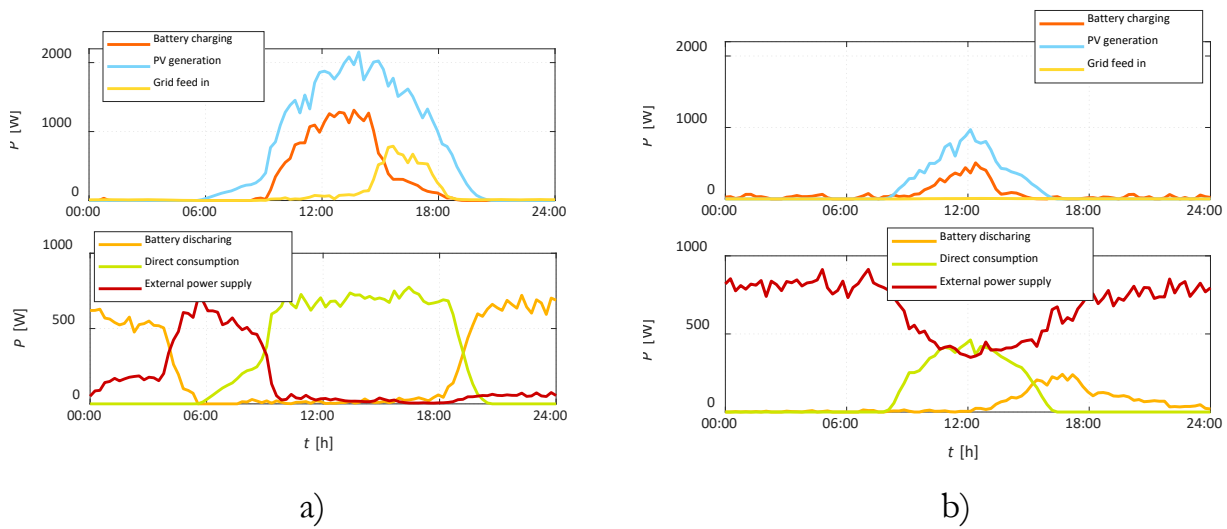 Battery charging
PV generation
Grid feed in
2000
1000
0
P [W]
00:00 06:00 12:00 18:00 24:00
Battery discharing
Direct consumption
External power supply
1000
500
0
P [W]
00:00 06:00 12:00 18:00 24:00
t [h]
a)
Battery charging
PV generation
Grid feed in
2000
1000
0
P [W]
00:00 06:00 12:00 18:00 24:00
Battery discharing
Direct consumption
External power supply
1000
500
0
P [W]
00:00 06:00 12:00 18:00 24:00
t [h]
b)